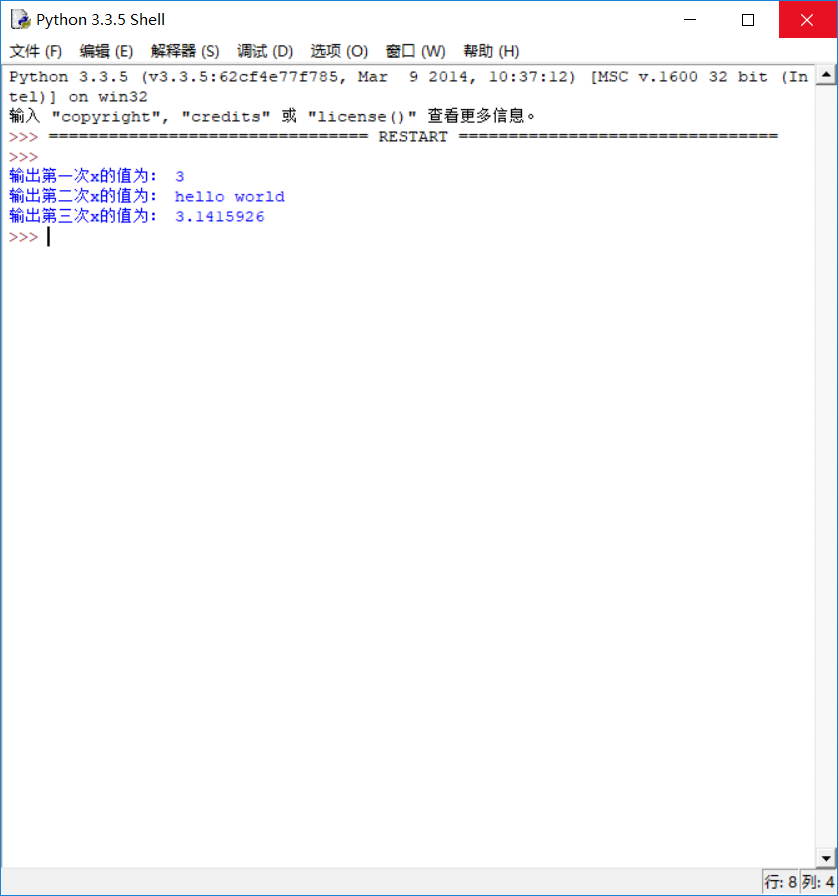 Python 3.3.5 Shell
文件 (F) 编辑 (E) 解释器 (S) 调试 (D) 选项 (O) 窗口 (W) 帮助 (H)
Python 3.3.5 (v3.3.5:62cf4e77f785, Mar  9 2014, 10:37:12) [MSC v.1600 32 bit (In
tel)] on win32
输入 "copyright", "credits" 或 "license()" 查看更多信息。
>>> ================================ RESTART ================================
>>>
输出第一次x的值为： 3
输出第二次x的值为： hello world
输出第三次x的值为： 3.1415926
>>>
行: 8 列: 4